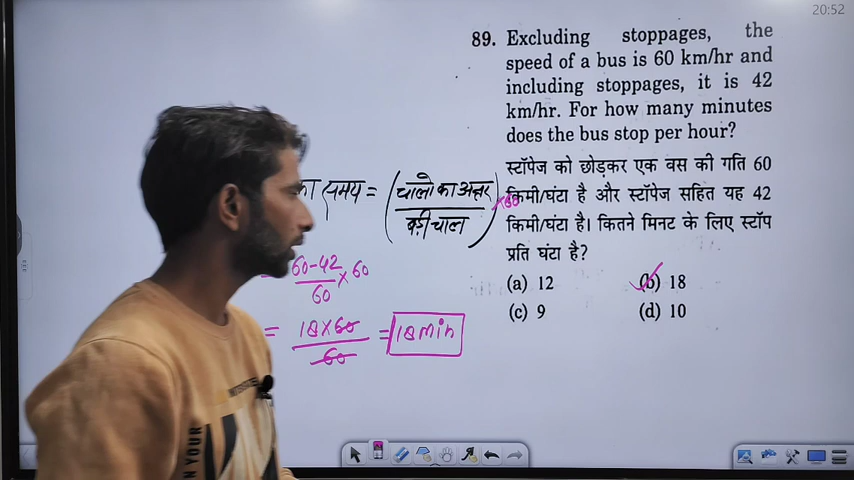 20:52
89. Excluding stoppages, the
speed of a bus is 60 km/hr and
including stoppages, it is 42
km/hr. For how many minutes
does the bus stop per hour?
स्टॉपेज को छोड़कर एक बस की गति 60
किमी/घंटा है और स्टॉपेज सहित यह 42
किमी/घंटा है। कितने मिनट के लिए स्टॉप
प्रति घंटा है?
(a) 12 (b) 18
(c) 9 (d) 10
का समय = (चालो का अन्तर
बड़ी चाल) × 60
= 60-42 × 60
60
= 18 × 60 = 18 min
60